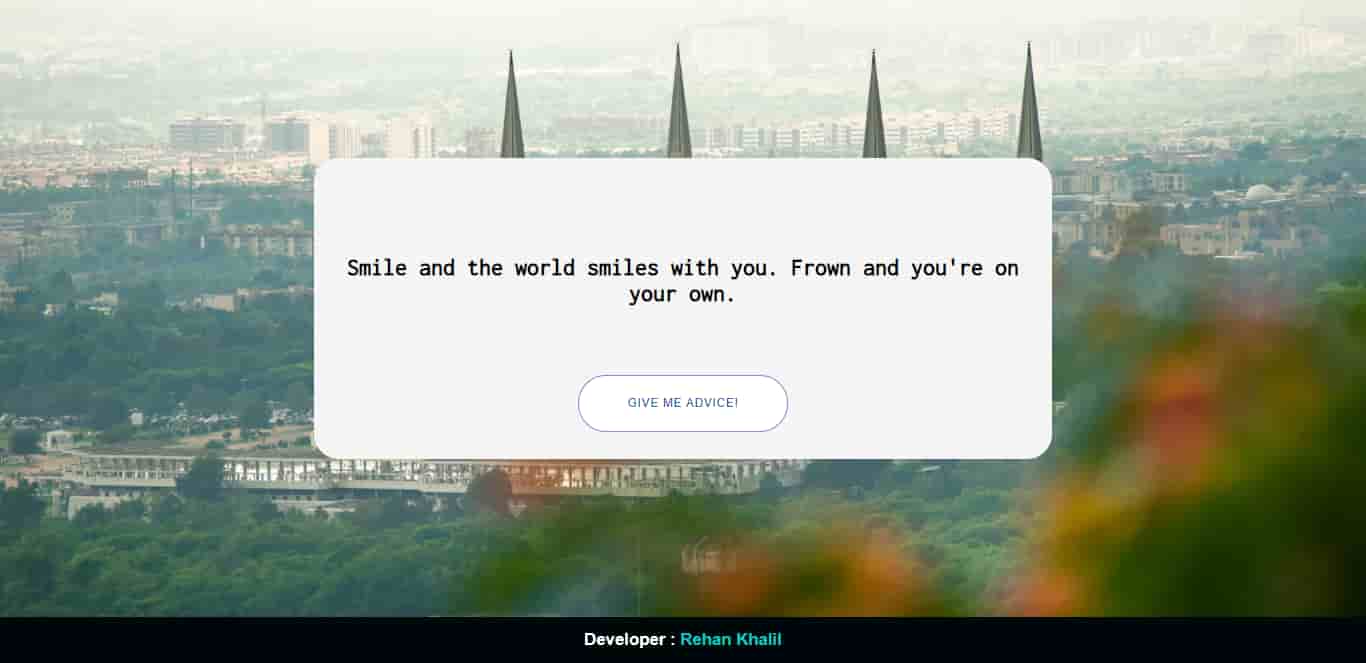 Smile and the world smiles with you. Frown and you're on
your own.
GIVE ME ADVICE!
Developer : Rehan Khalil